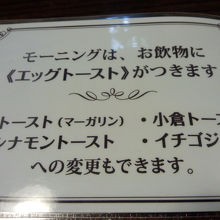 モーニングは、お飲物に
《エッグトースト》がつきます
トースト(マーガリン) ・小倉トー
シナモントースト ・イチゴジ
への変更もできます。